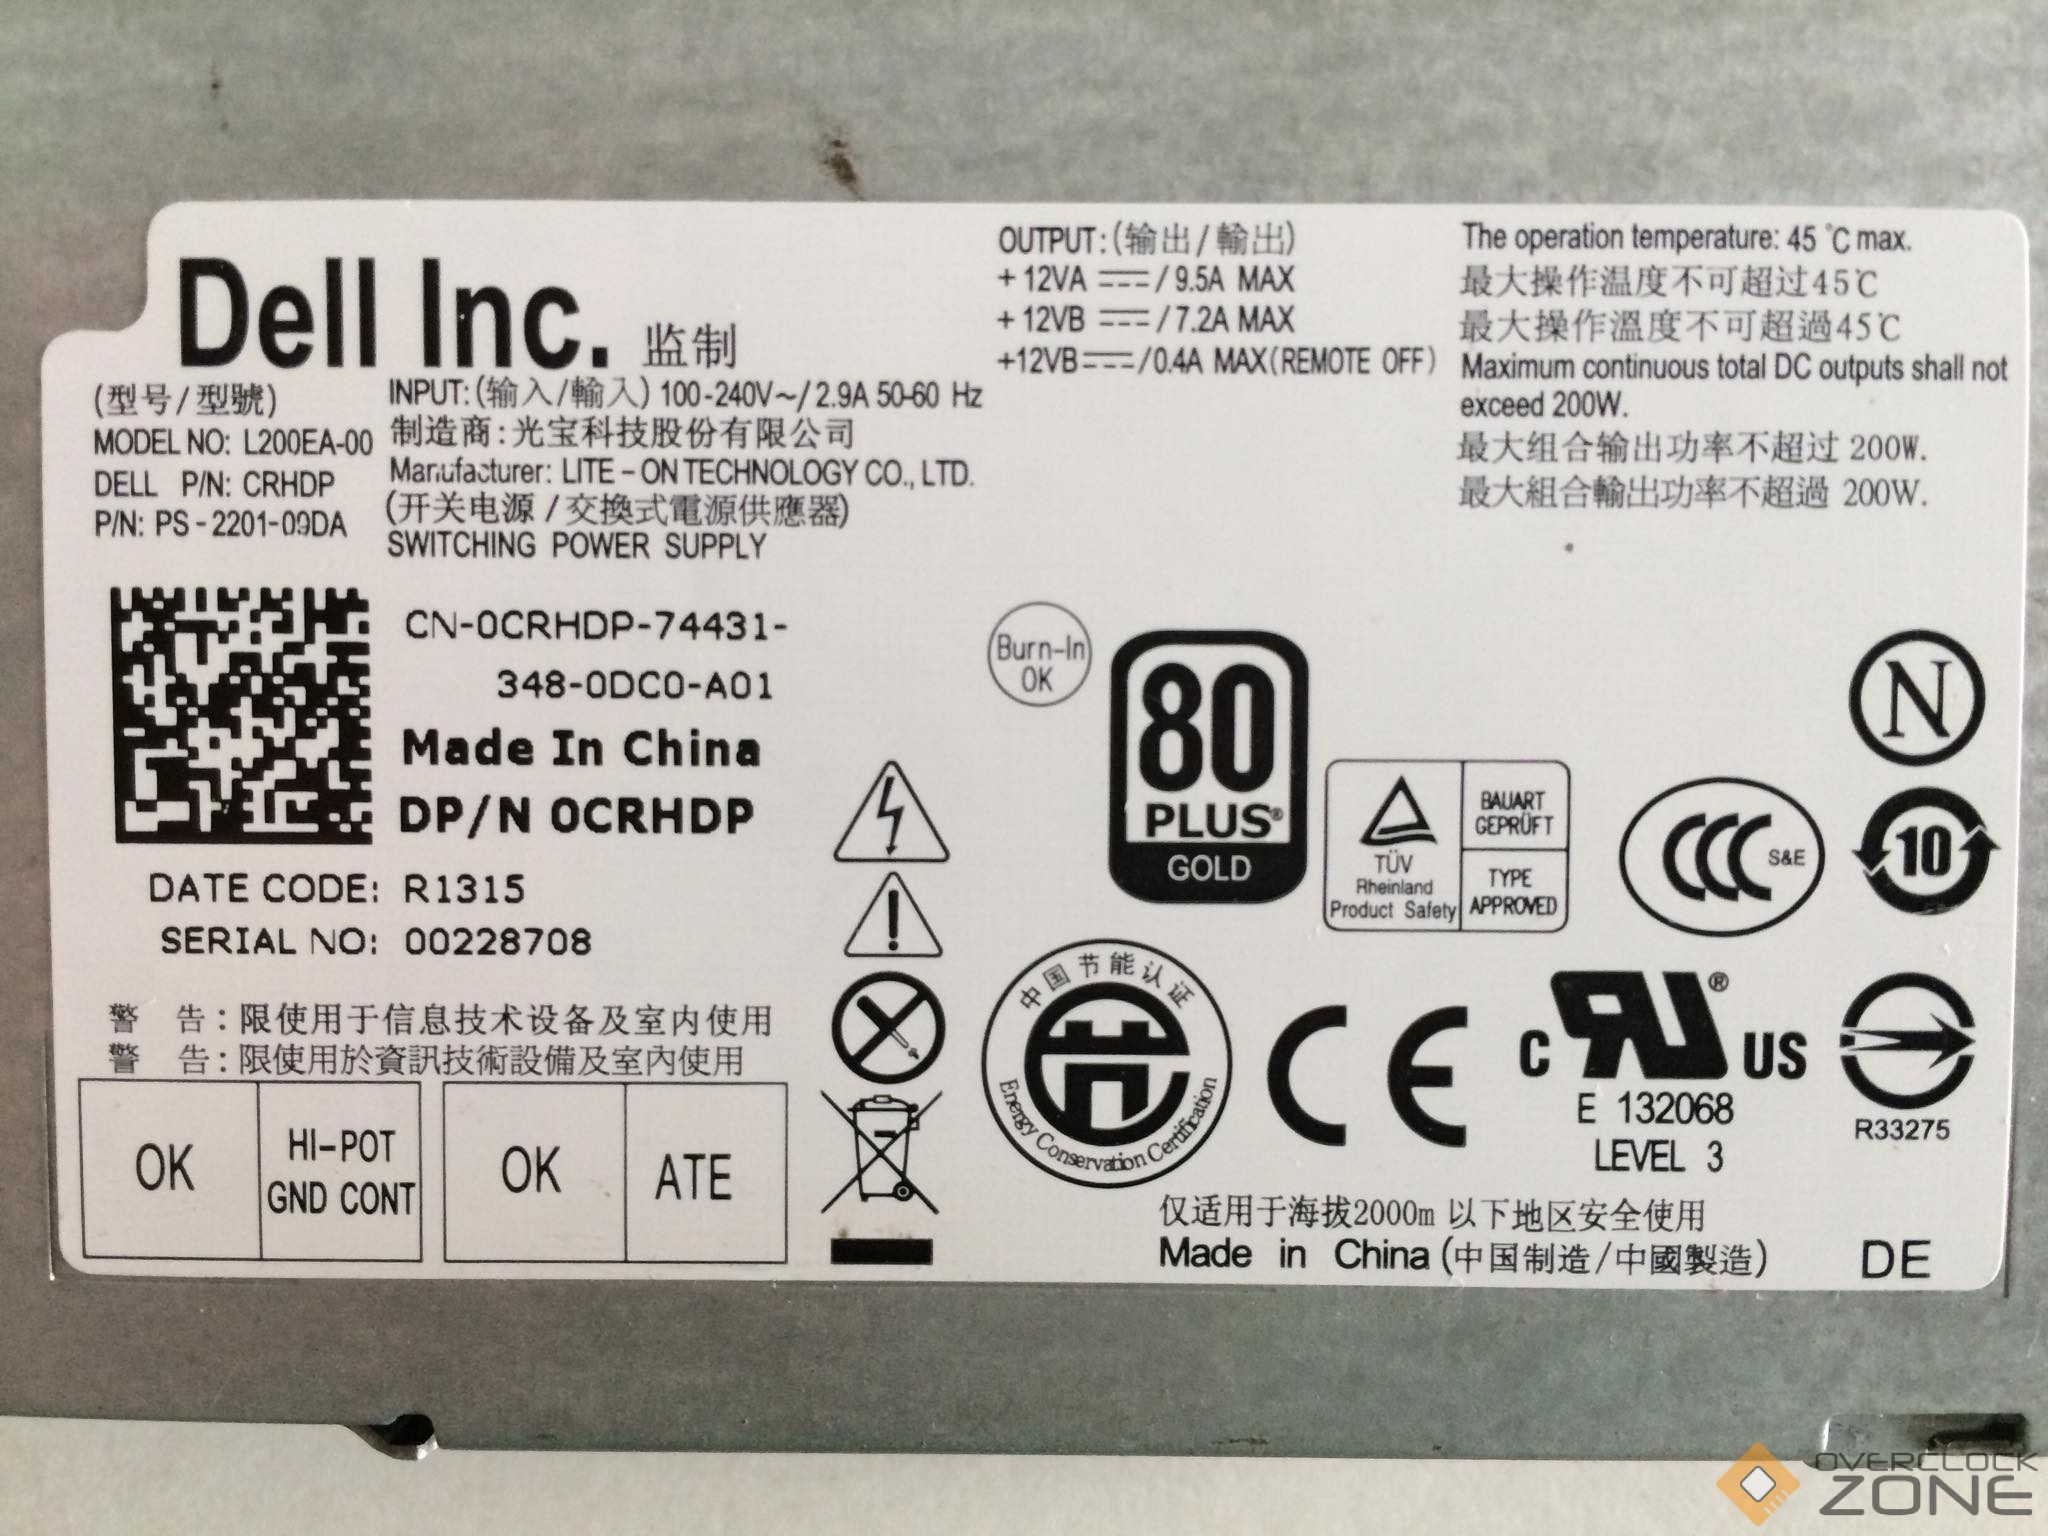 Dell Inc. 监制
(型号/型號)
MODEL NO: L200EA-00
DELL P/N: CRHDP
P/N: PS-2201-09DA
INPUT:(输入/輸入) 100-240V~/2.9A 50-60 Hz
制造商:光宝科技股份有限公司
Manufacturer: LITE-ON TECHNOLOGY CO., LTD.
(开关电源/交换式電源供應器)
SWITCHING POWER SUPPLY
OUTPUT:(输出/輸出)
+12VA ⎓/9.5A MAX
+12VB ⎓/7.2A MAX
+12VB⎓/0.4A MAX(REMOTE OFF)
The operation temperature: 45 ℃ max.
最大操作温度不可超过45℃
最大操作溫度不可超過45℃
Maximum continuous total DC outputs shall not
exceed 200W.
最大组合输出功率不超过 200W.
最大組合輸出功率不超過 200W.
CN-0CRHDP-74431-
348-0DC0-A01
Made In China
DP/N 0CRHDP
DATE CODE: R1315
SERIAL NO: 00228708
警 告:限使用于信息技术设备及室内使用
警 告:限使用於資訊技術設備及室內使用
OK
HI-POT
GND CONT
OK
ATE
Burn-In
OK
80
PLUS®
GOLD
TÜV
Rheinland
Product Safety
BAUART
GEPRÜFT
TYPE
APPROVED
CCC S&E
N
10
中国节能认证
Energy Conservation Certification
CE
C RU® US
E 132068
LEVEL 3
R33275
仅适用于海拔2000m 以下地区安全使用
Made in China (中国制造/中國製造)
DE
OVERCLOCK
ZONE